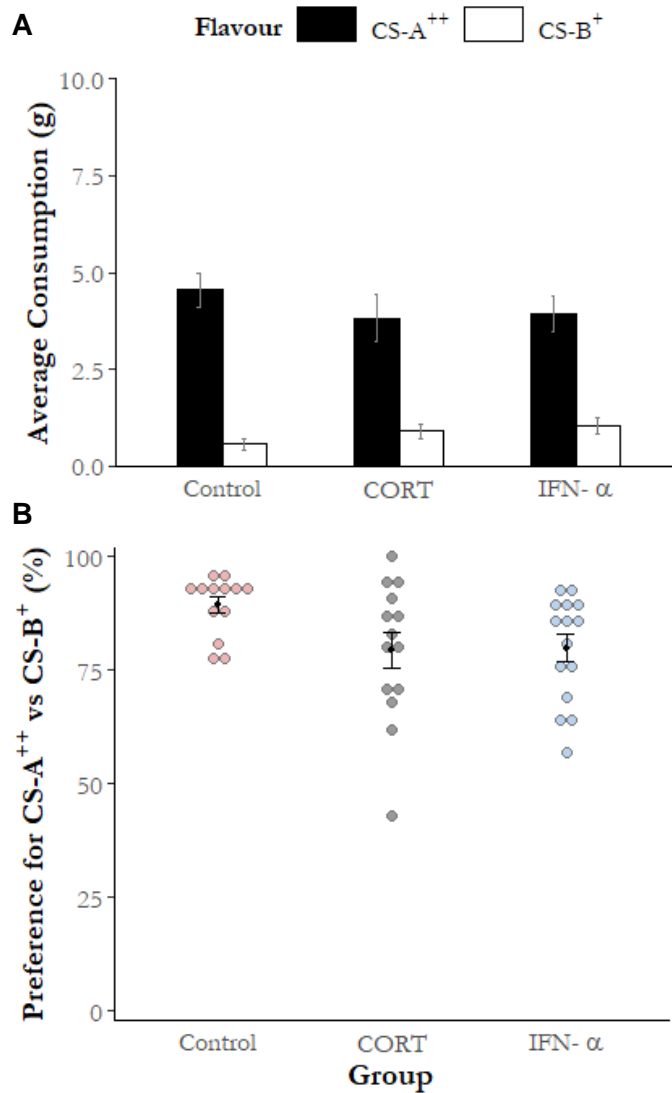 A
Flavour CS-A++ CS-B+
Average Consumption (g)
10.0
7.5
5.0
2.5
0.0
Control CORT IFN- α
B
Preference for CS-A++ vs CS-B+ (%)
100
75
50
25
0
Control CORT IFN- α
Group